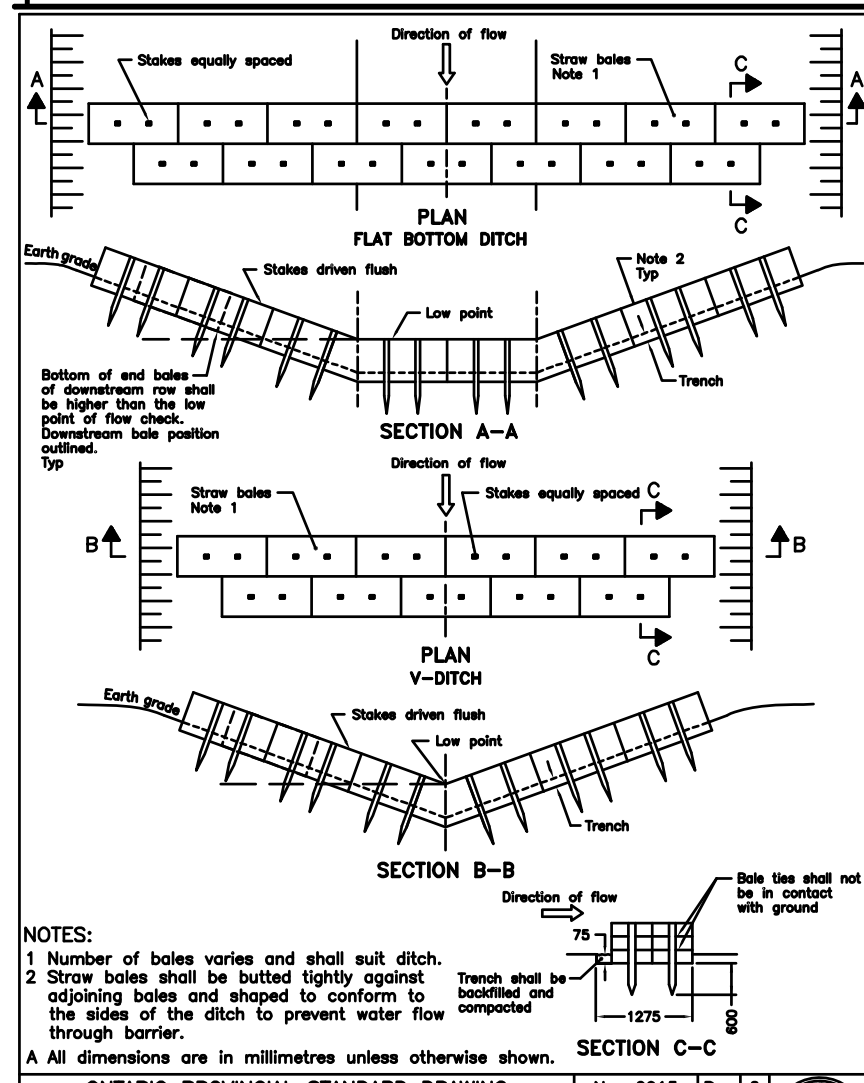 Direction of flow
Stakes equally spaced
Straw bales
Note 1
C
A
A
C
PLAN
FLAT BOTTOM DITCH
Earth grade
Stakes driven flush
Note 2
Typ
Low point
Trench
Bottom of end bales
of downstream row shall
be higher than the low
point of flow check.
Downstream bale position
outlined.
Typ
SECTION A-A
Direction of flow
Straw bales
Note 1
Stakes equally spaced
C
B
B
C
PLAN
V-DITCH
Earth grade
Stakes driven flush
Low point
Trench
SECTION B-B
Direction of flow
Bale ties shall not
be in contact
with ground
75
Trench shall be
backfilled and
compacted
1275
600
SECTION C-C
NOTES:
1 Number of bales varies and shall suit ditch.
2 Straw bales shall be butted tightly against
adjoining bales and shaped to conform to
the sides of the ditch to prevent water flow
through barrier.
A All dimensions are in millimetres unless otherwise shown.
ONTARIO PROVINCIAL STANDARD DRAWING